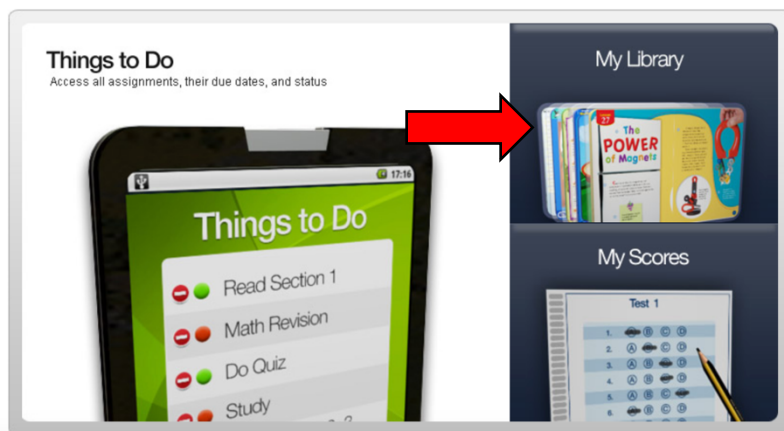 Things to Do
Access all assignments, their due dates, and status
17:16
Things to Do
Read Section 1
Math Revision
Do Quiz
Study
My Library
27
The
POWER
of Magnets
My Scores
Test 1
1. B C D
2. A C D
3. A B D
4. A B D
5. A B C
6. B C D